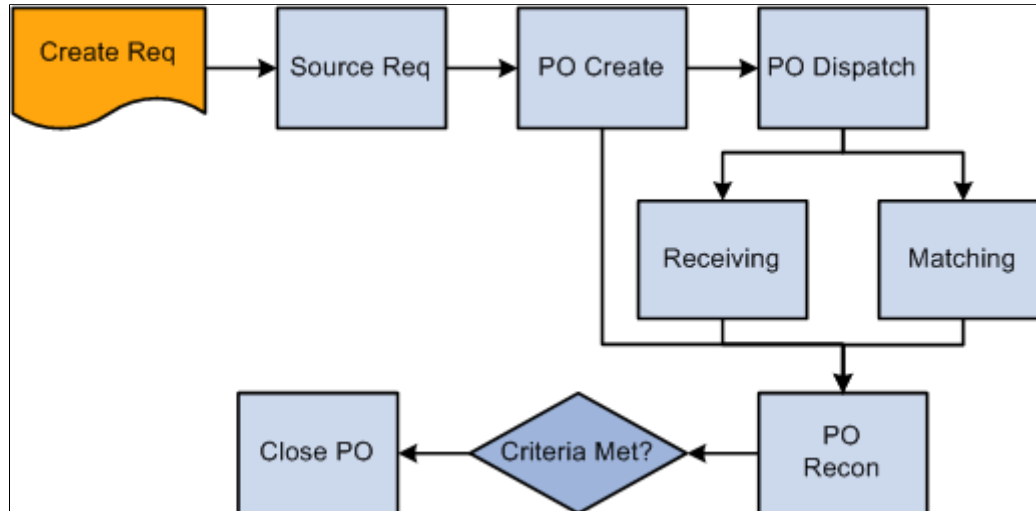 Create Req
Source Req
PO Create
PO Dispatch
Receiving
Matching
Close PO
Criteria Met?
PO
Recon